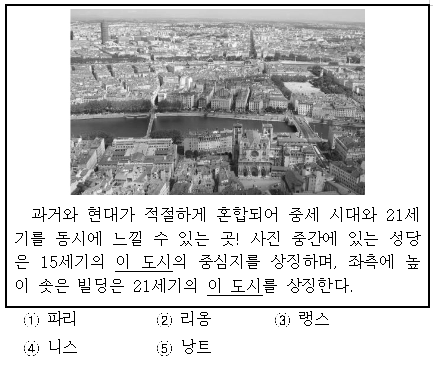 과거와 현대가 적절하게 혼합되어 중세 시대와 21세
기를 동시에 느낄 수 있는 곳! 사진 중간에 있는 성당
은 15세기의 이 도시의 중심지를 상징하며, 좌측에 높
이 솟은 빌딩은 21세기의 이 도시를 상징한다.
① 파리 ② 리옹 ③ 랭스
④ 니스 ⑤ 낭트